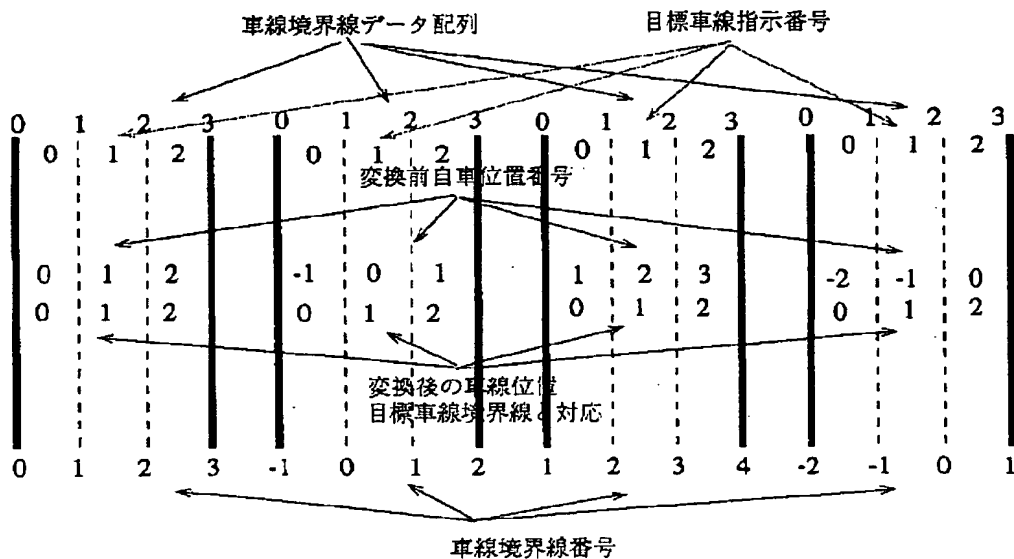 車線境界線データ配列 目標車線指示番号
0 1 2 3 0 1 2 3 0 1 2 3 0 1 2 3
0 1 2 0 1 2 0 1 2 0 1 2
変換前自車位置番号
0 1 2 -1 0 1 1 2 3 -2 -1 0
0 1 2 0 1 2 0 1 2 0 1 2
変換後の車線位置
目標車線境界線と対応
0 1 2 3 -1 0 1 2 1 2 3 4 -2 -1 0 1
車線境界線番号